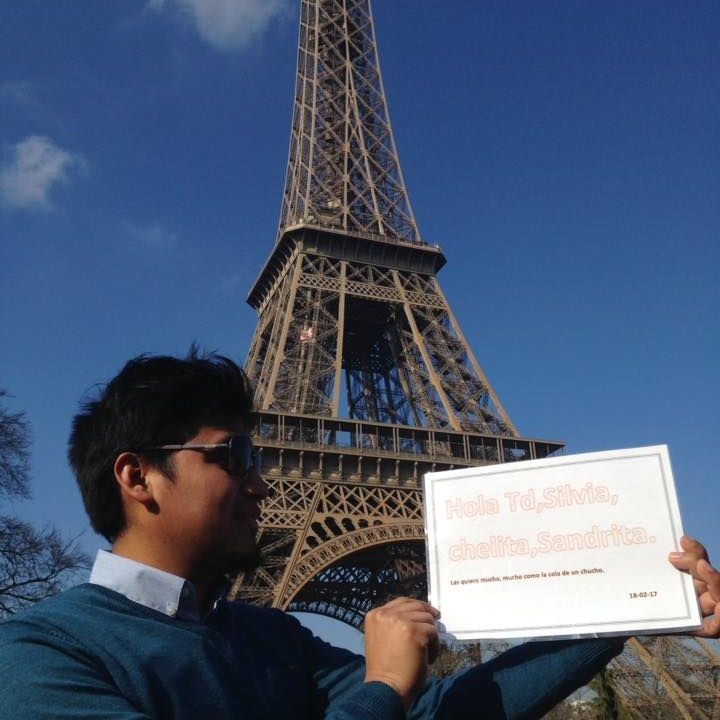 Hola Td,Silvia,
chelita,Sandrita.
Las quiero mucho, mucho como la cola de un chucho.
18-02-17